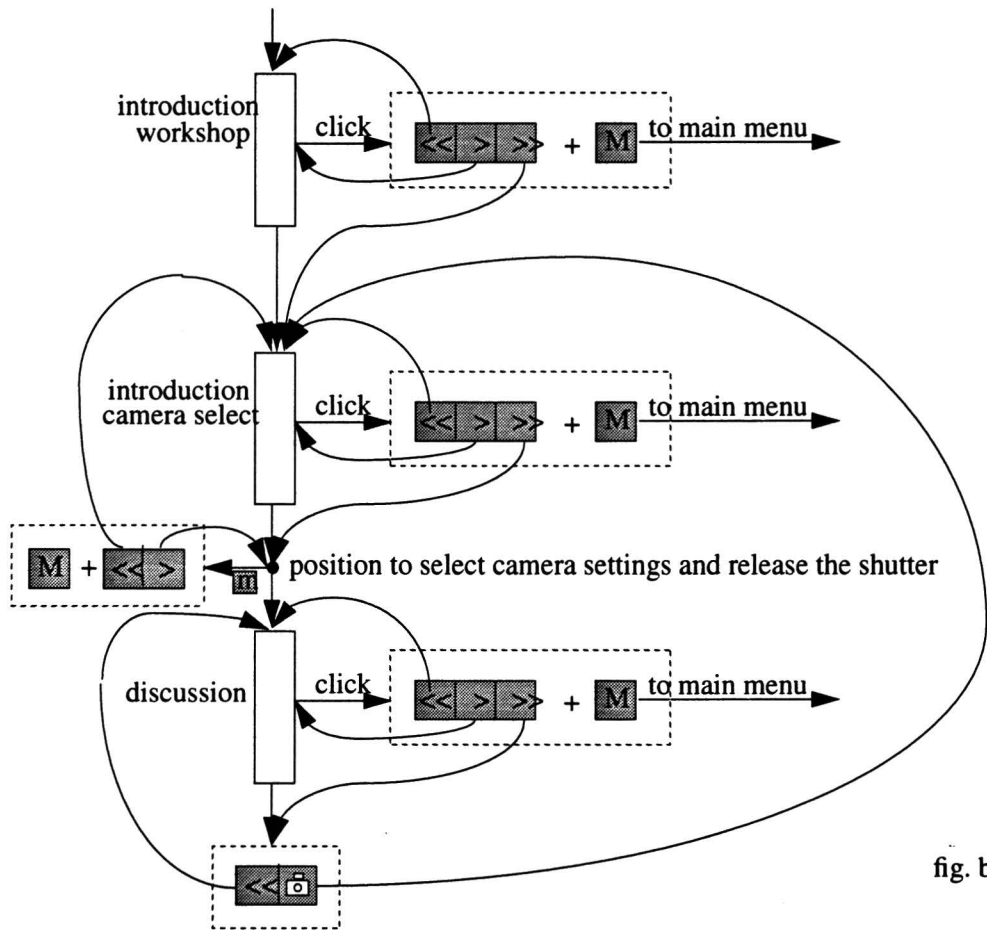 introduction
workshop
click
<< > >> + M
to main menu
introduction
camera select
click
<< > >> + M
to main menu
M + << >
m
position to select camera settings and release the shutter
discussion
click
<< > >> + M
to main menu
<<
fig. b